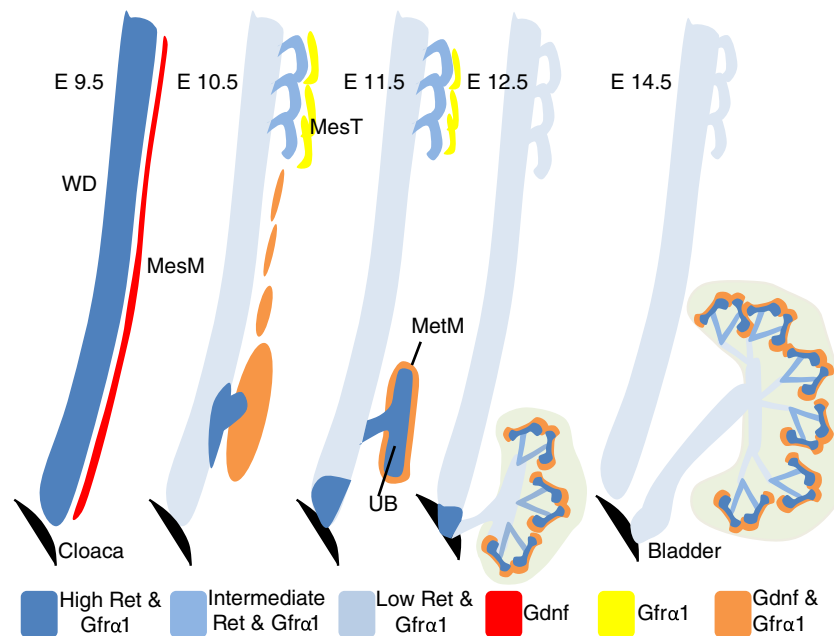 E 9.5
E 10.5
E 11.5
E 12.5
E 14.5
MesT
WD
MesM
MetM
UB
Cloaca
Bladder
High Ret &
Gfrα1
Intermediate
Ret & Gfrα1
Low Ret &
Gfrα1
Gdnf
Gfrα1
Gdnf &
Gfrα1